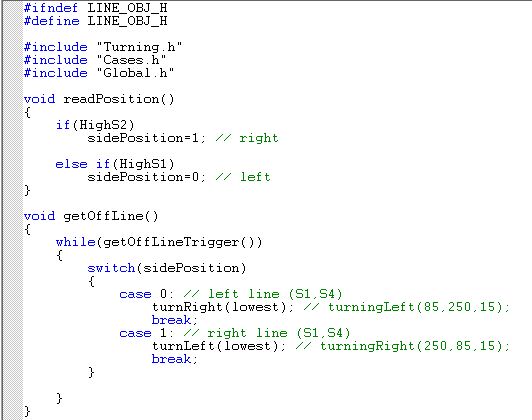 #ifndef LINE_OBJ_H
#define LINE_OBJ_H
#include "Turning.h"
#include "Cases.h"
#include "Global.h"
void readPosition()
{
if(HighS2)
sidePosition=1; // right
else if(HighS1)
sidePosition=0; // left
}
void getOffLine()
{
while(getOffLineTrigger())
{
switch(sidePosition)
{
case 0: // left line (S1,S4)
turnRight(lowest); // turningLeft(85,250,15);
break;
case 1: // right line (S1,S4)
turnLeft(lowest); // turningRight(250,85,15);
break;
}
}
}